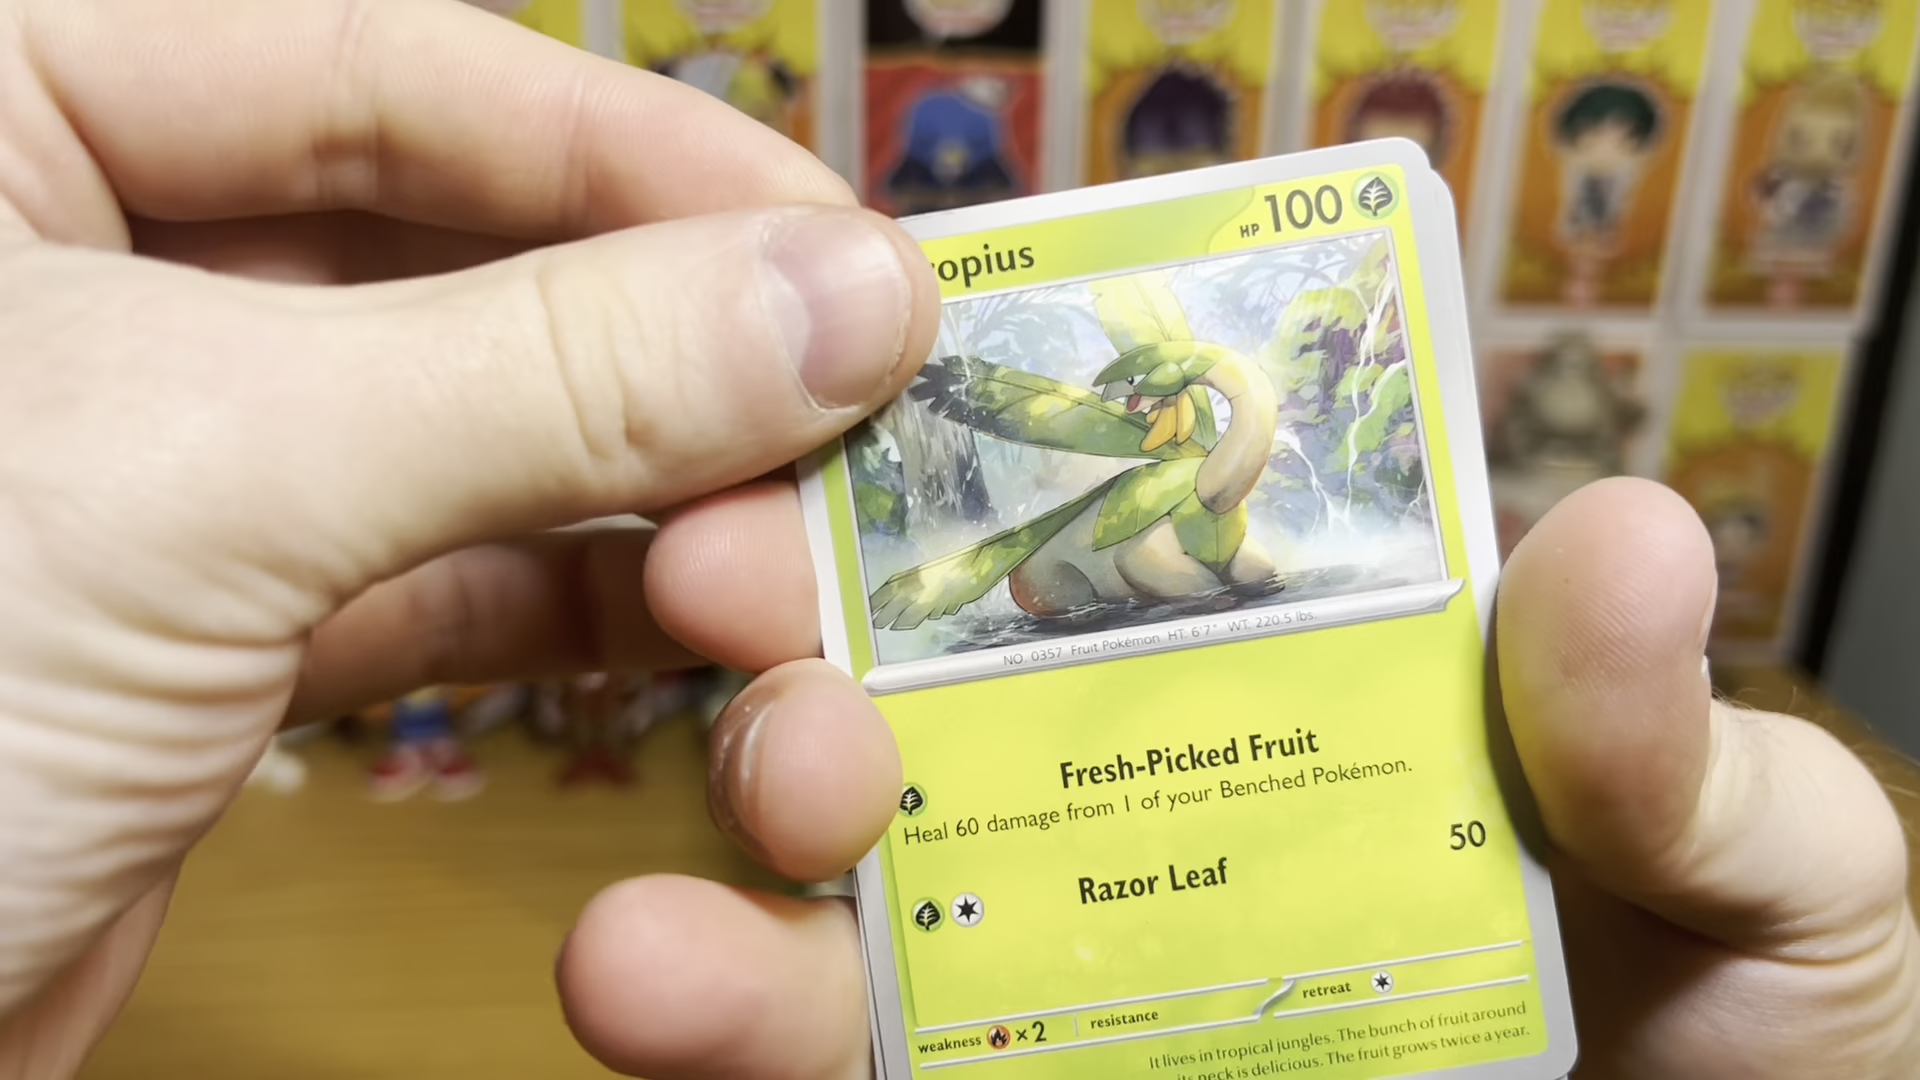 ropius
HP 100
NO. 0357 Fruit Pokémon HT. 6'7" WT. 220.5 lbs.
Fresh-Picked Fruit
Heal 60 damage from 1 of your Benched Pokémon.
Razor Leaf 50
weakness ×2 resistance retreat
It lives in tropical jungles. The bunch of fruit around
its neck is delicious. The fruit grows twice a year.